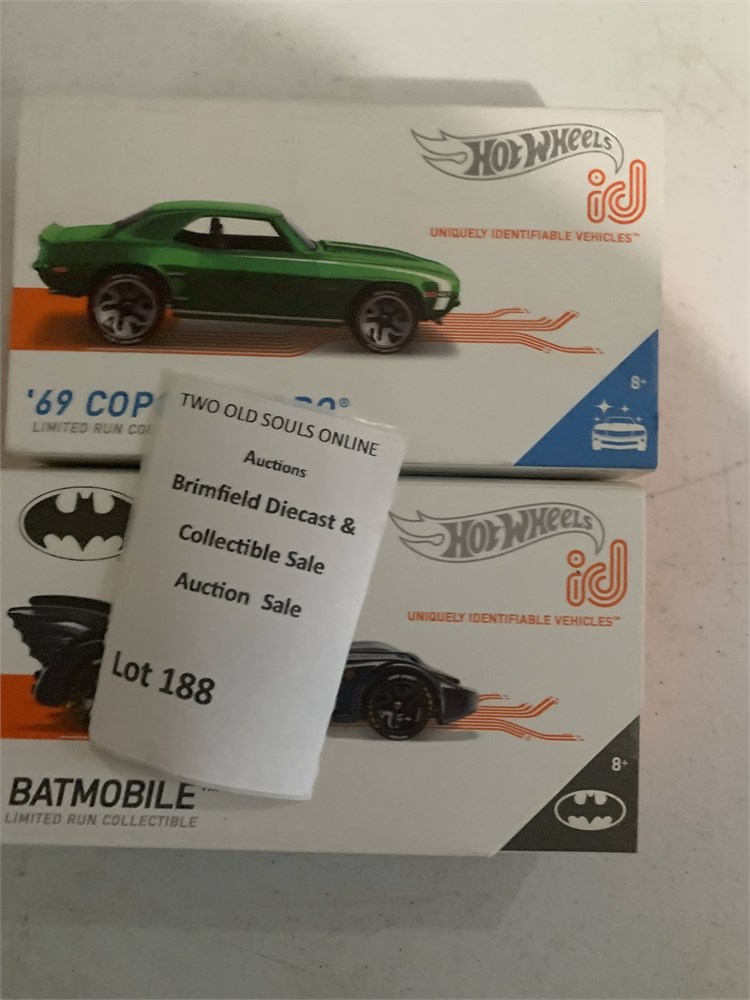 HOT WHEELS
id
UNIQUELY IDENTIFIABLE VEHICLES™
8+
'69 COP
LIMITED RUN
TWO OLD SOULS ONLINE
Auctions
Brimfield Diecast &
Collectible Sale
Auction Sale
Lot 188
HOT WHEELS
id
UNIQUELY IDENTIFIABLE VEHICLES™
8+
BATMOBILE™
LIMITED RUN COLLECTIBLE